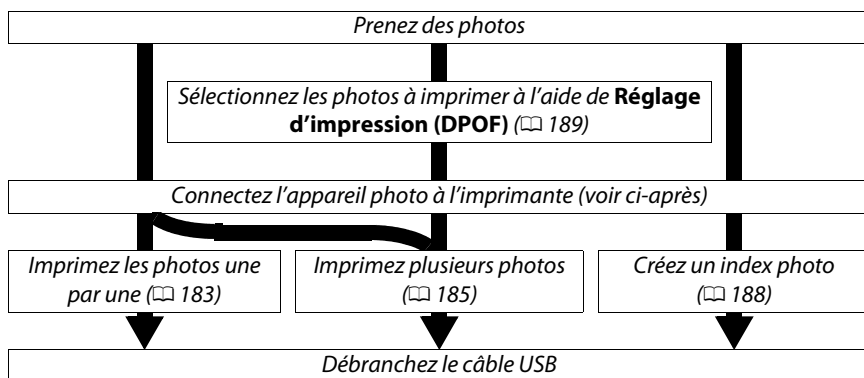 Prenez des photos
Sélectionnez les photos à imprimer à l'aide de Réglage
d'impression (DPOF) (📖 189)
Connectez l'appareil photo à l'imprimante (voir ci-après)
Imprimez les photos une
par une (📖 183)
Imprimez plusieurs photos
(📖 185)
Créez un index photo
(📖 188)
Débranchez le câble USB